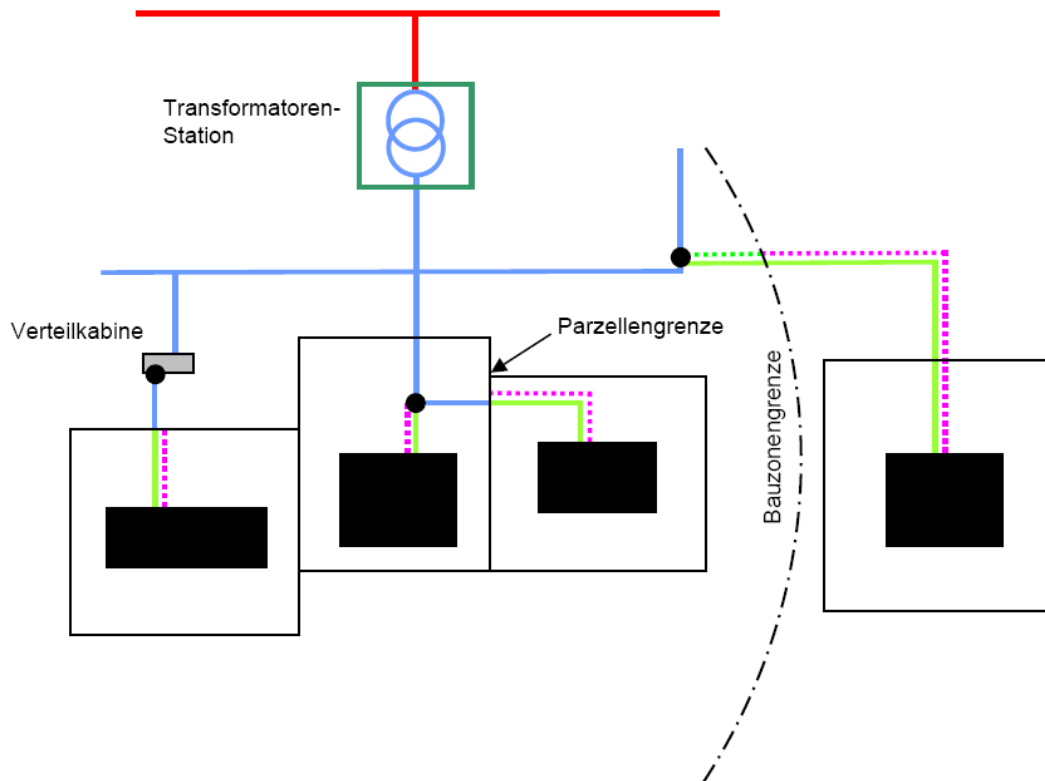 Transformatoren-
Station
Verteilkabine
Parzellengrenze
Bauzonengrenze